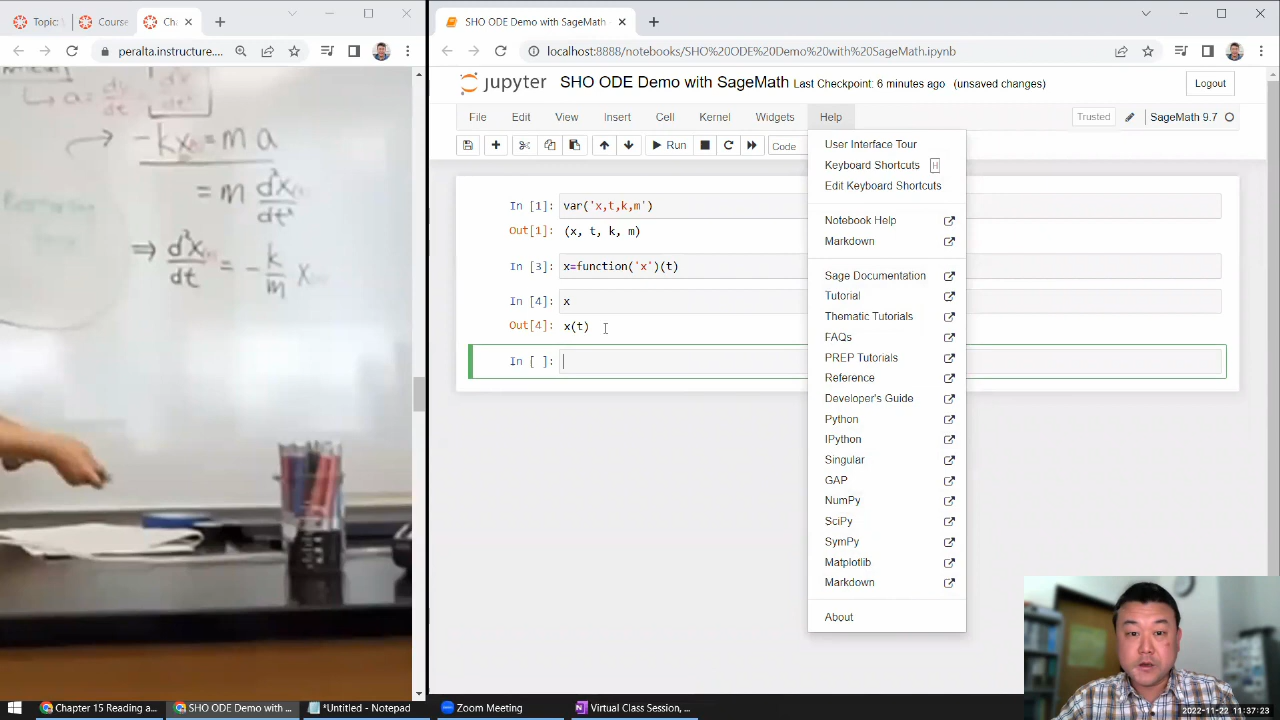 Topic:
Course
Ch
SHO ODE Demo with SageMath
peralta.instructure....
localhost:8888/notebooks/SHO%20ODE%20Demo%20with%20SageMath.ipynb
jupyter SHO ODE Demo with SageMath Last Checkpoint: 6 minutes ago (unsaved changes)
Logout
File Edit View Insert Cell Kernel Widgets Help
Trusted
SageMath 9.7
Run
Code
User Interface Tour
Keyboard Shortcuts H
Edit Keyboard Shortcuts
Notebook Help
Markdown
Sage Documentation
Tutorial
Thematic Tutorials
FAQs
PREP Tutorials
Reference
Developer's Guide
Python
IPython
Singular
GAP
NumPy
SciPy
SymPy
Matplotlib
Markdown
About
In [1]: var('x,t,k,m')
Out[1]: (x, t, k, m)
In [3]: x=function('x')(t)
In [4]: x
Out[4]: x(t)
In [ ]:
↳ a = dv/dt
→ -kx = m a
= m d²x/dt²
⇒ d²x/dt = - k/m x
Chapter 15 Reading a...
SHO ODE Demo with ...
*Untitled - Notepad
Zoom Meeting
Virtual Class Session, ...
2022-11-22 11:37:23